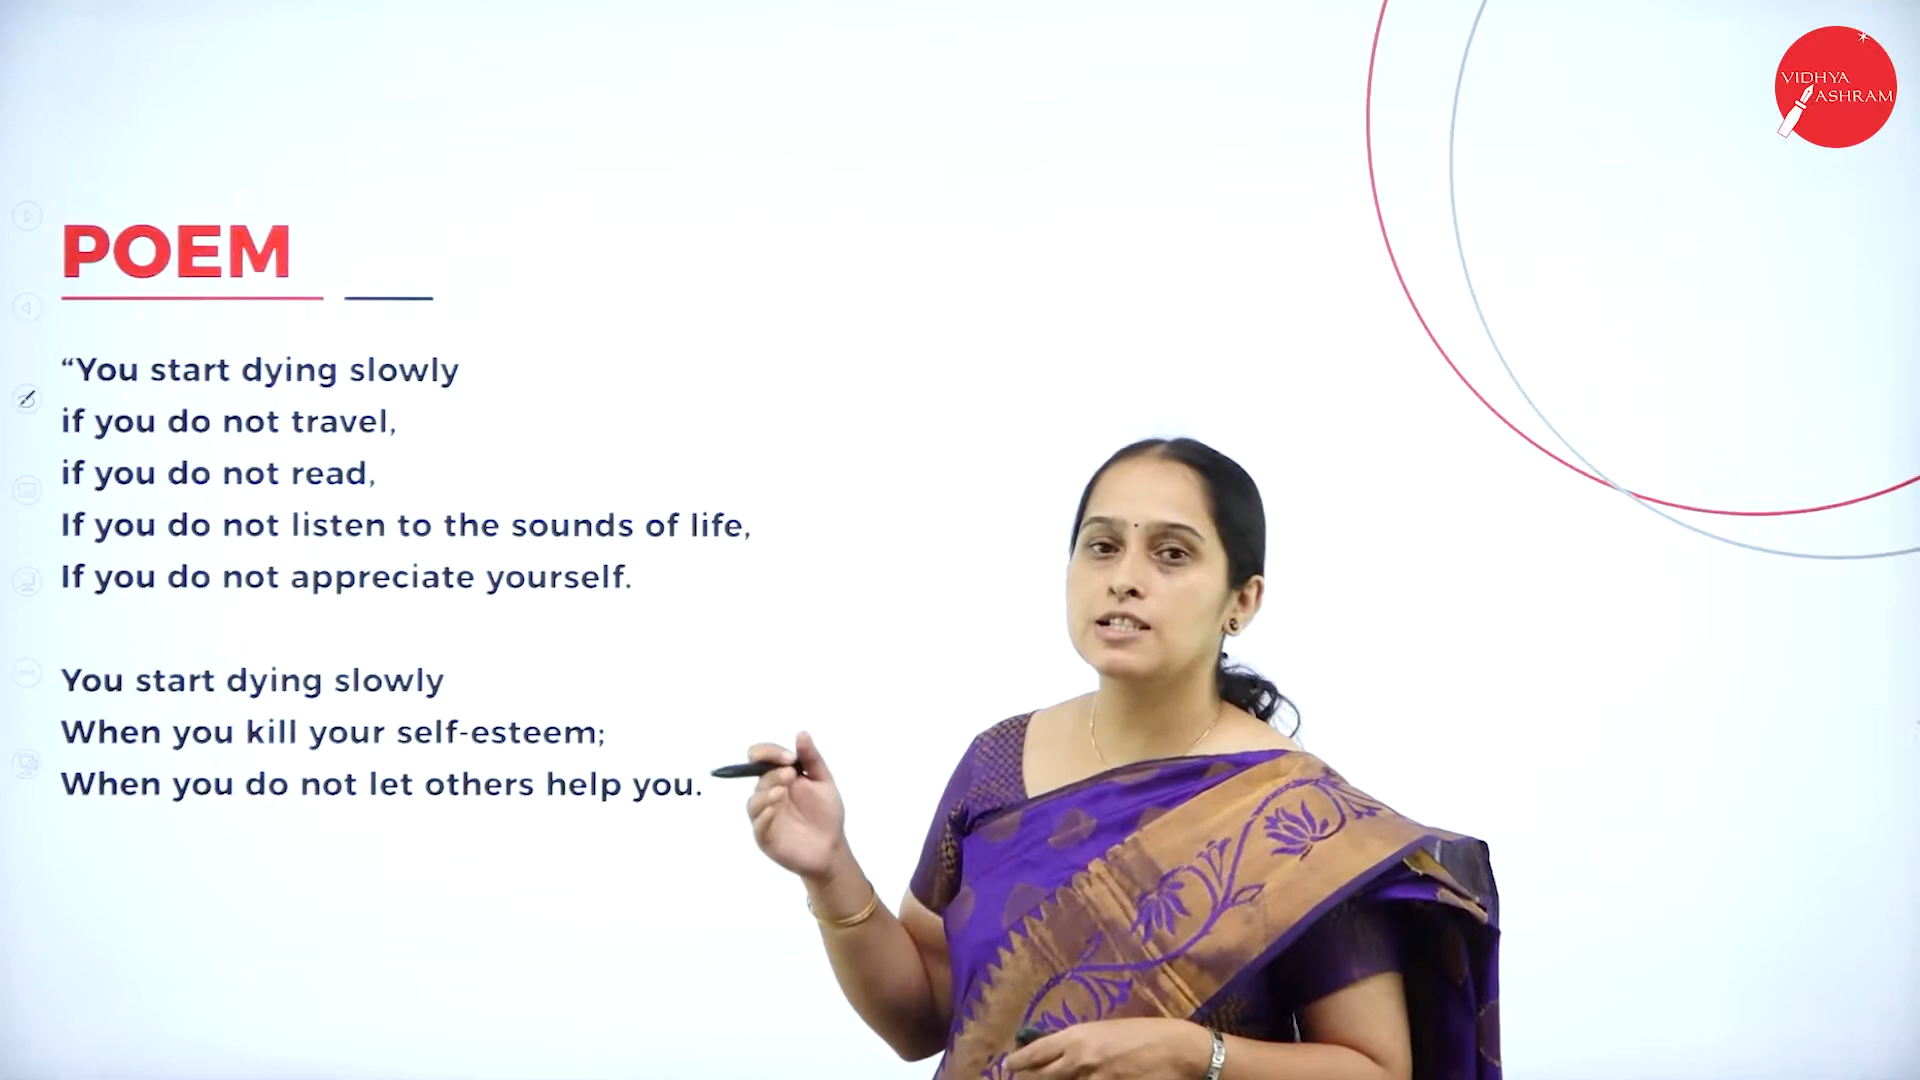 VIDHYA
ASHRAM
POEM
“You start dying slowly
if you do not travel,
if you do not read,
If you do not listen to the sounds of life,
If you do not appreciate yourself.
You start dying slowly
When you kill your self-esteem;
When you do not let others help you.